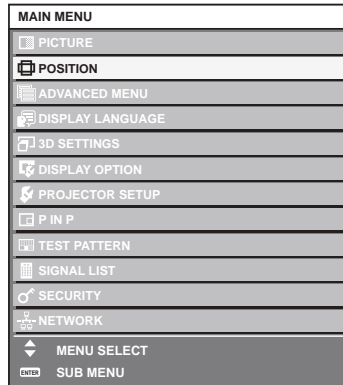 MAIN MENU
PICTURE
POSITION
ADVANCED MENU
DISPLAY LANGUAGE
3D SETTINGS
DISPLAY OPTION
PROJECTOR SETUP
P IN P
TEST PATTERN
SIGNAL LIST
SECURITY
NETWORK
MENU SELECT
ENTER SUB MENU